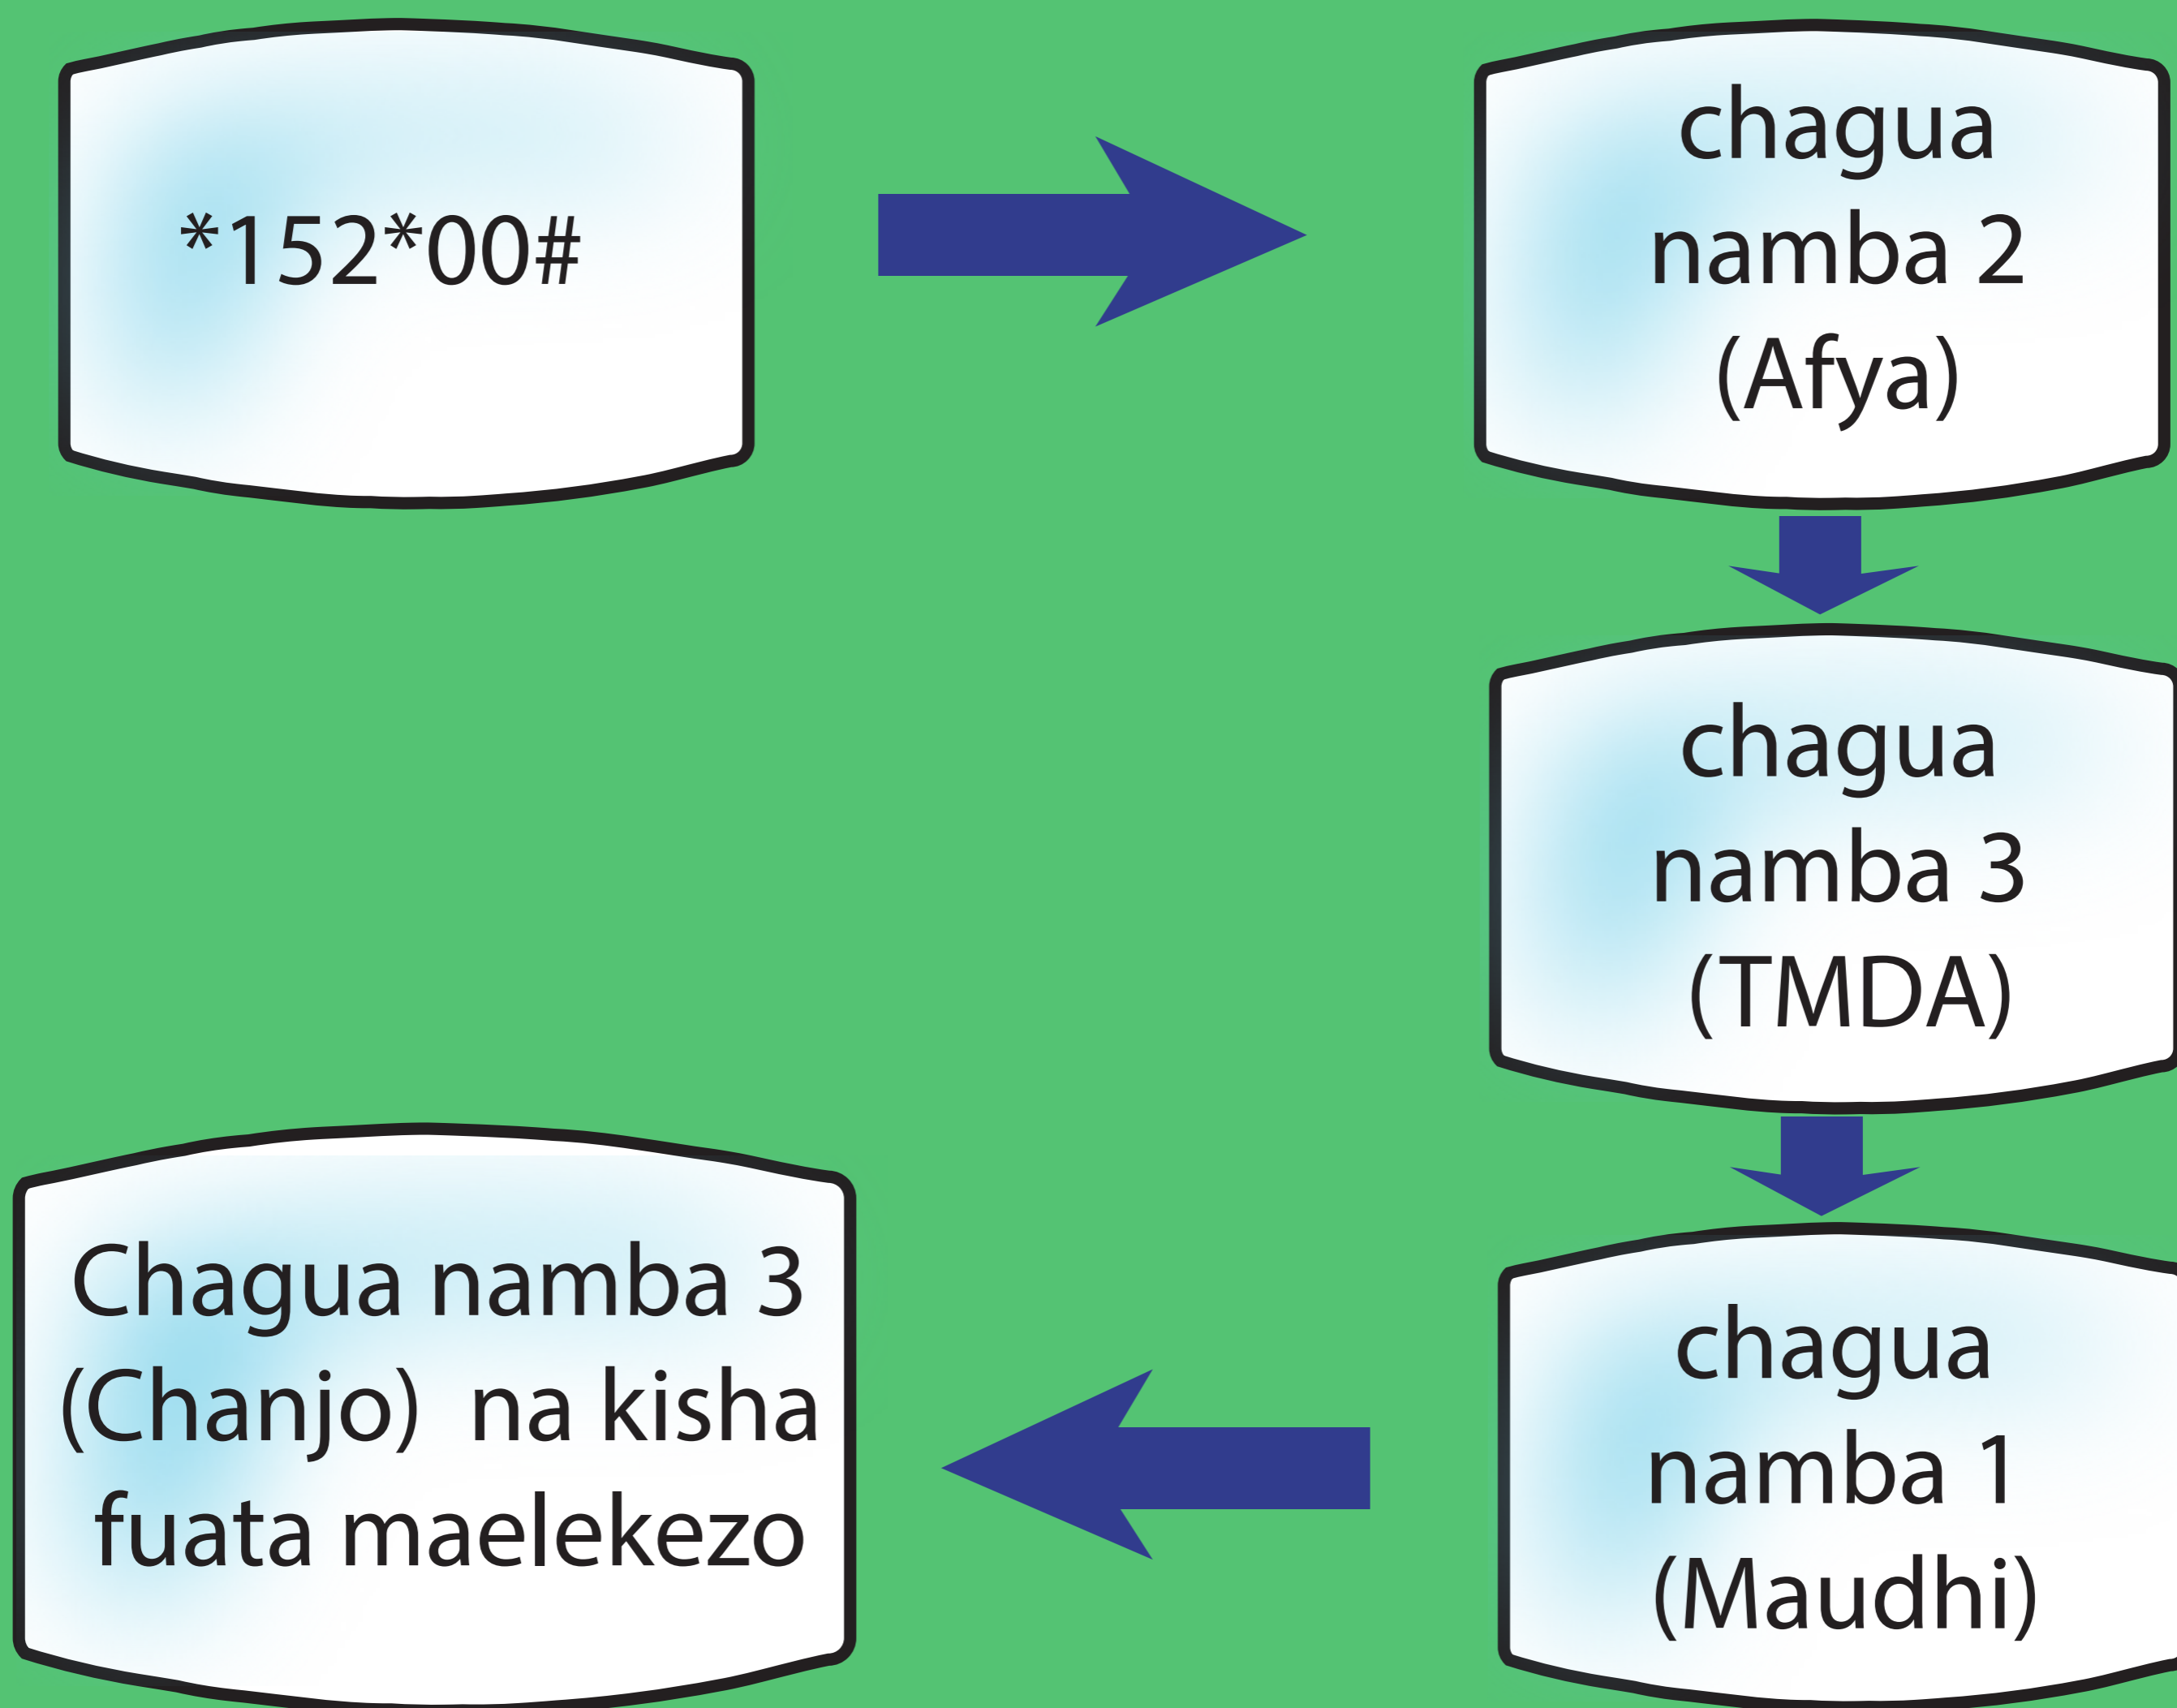 *152*00#
chagua
namba 2
(Afya)
chagua
namba 3
(TMDA)
chagua
namba 1
(Maudhi)
Chagua namba 3
(Chanjo) na kisha
fuata maelekezo